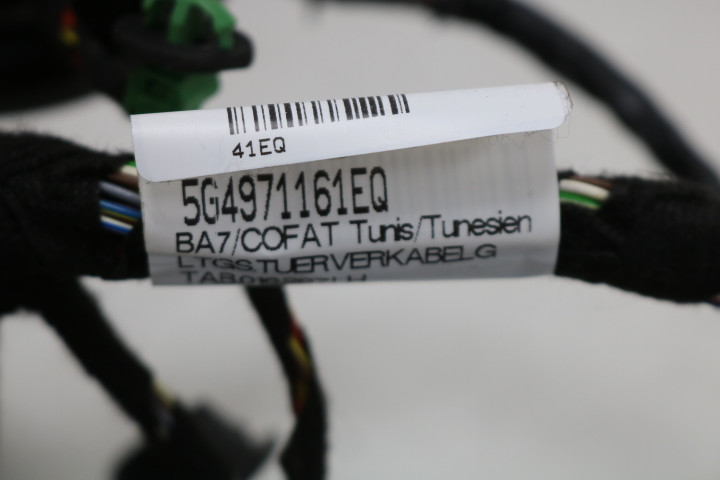 41EQ
5G4971161EQ
BA7/COFAT Tunis/Tunesien
LTGS.TUERVERKABELG